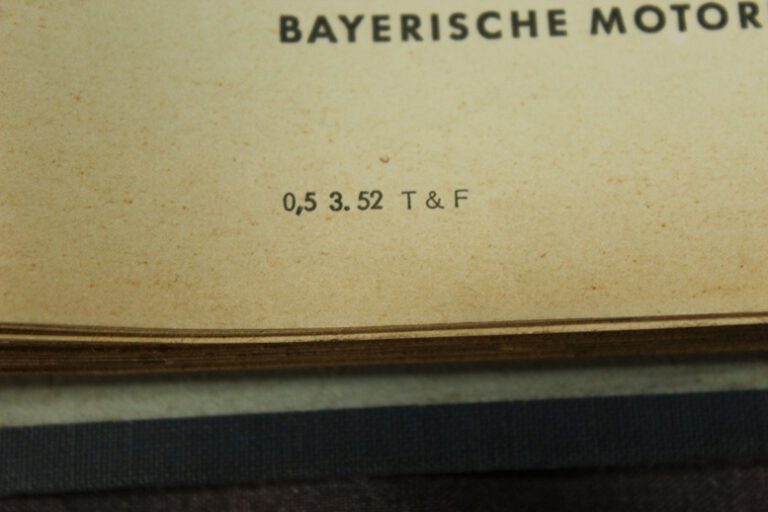 BAYERISCHE MOTOR
0,5 3. 52 T & F